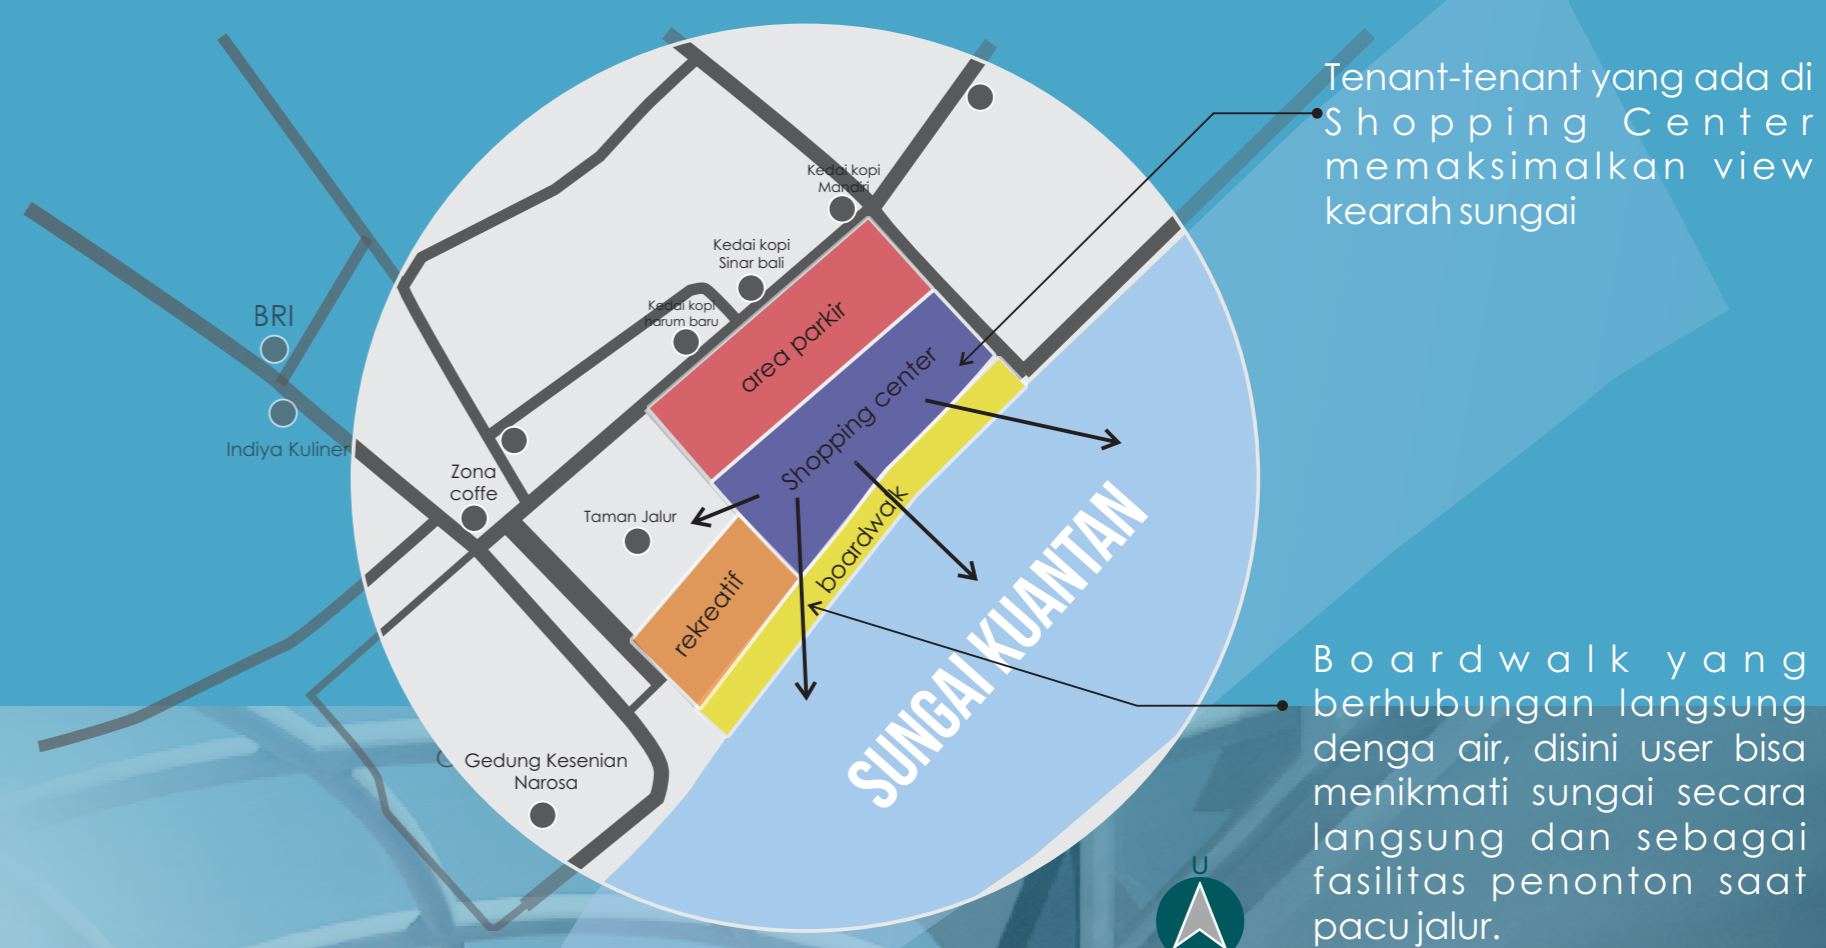 Tenant-tenant yang ada di
Shopping Center
memaksimalkan view
kearah sungai
Kedai kopi
Mandiri
Kedai kopi
Sinar bali
Kedai kopi
harum baru
BRI
Indiya Kuliner
Zona
coffe
Taman Jalur
area parkir
Shopping center
boardwalk
rekreatif
SUNGAI KUANTAN
Gedung Kesenian
Narosa
Boardwalk yang
berhubungan langsung
denga air, disini user bisa
menikmati sungai secara
langsung dan sebagai
fasilitas penonton saat
pacu jalur.
U